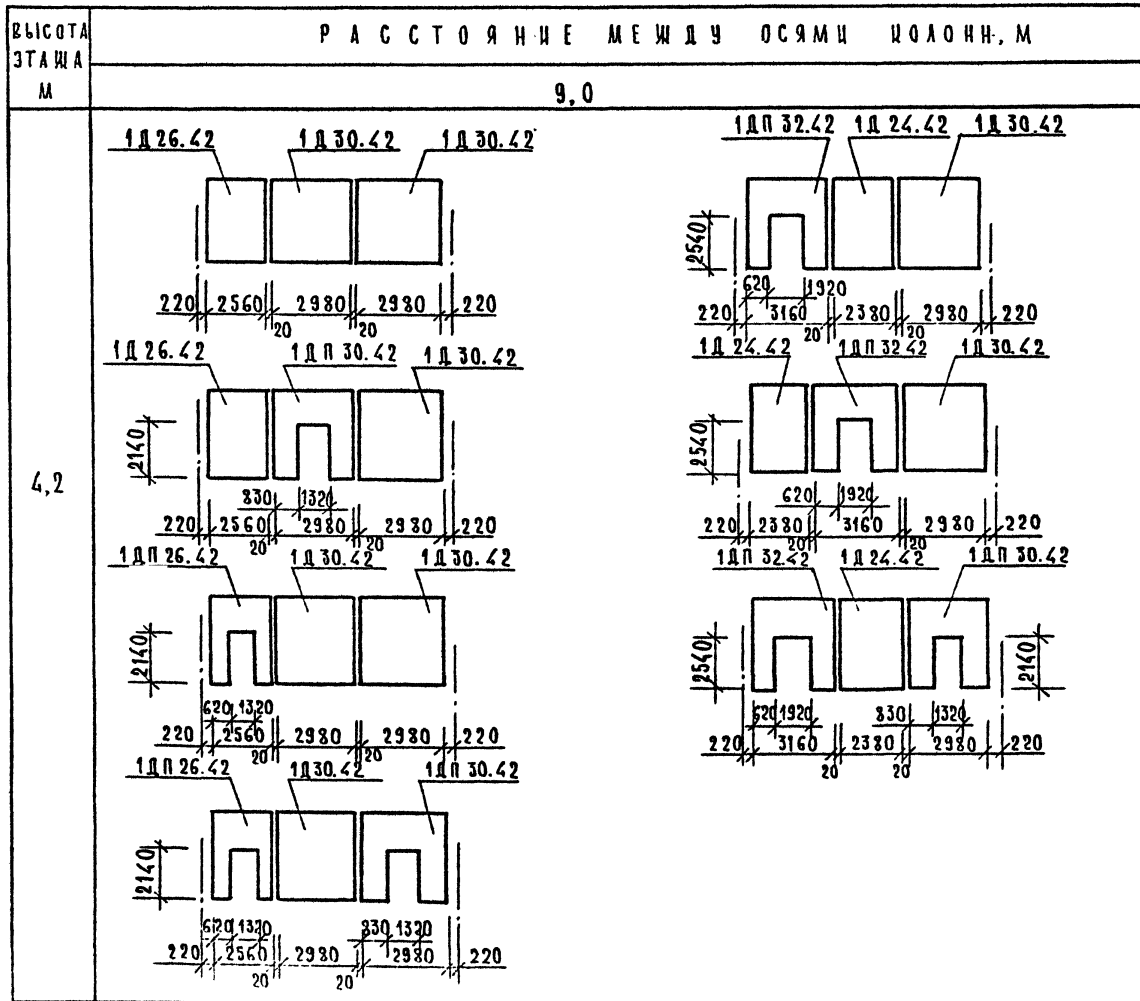 ВЫСОТА ЭТАЖА М
РАССТОЯНИЕ МЕЖДУ ОСЯМИ КОЛОНН, М
9,0
4,2
1Д 26.42 1Д 30.42 1Д 30.42
220 2560 2980 2980 220
20 20
1Д 26.42 1ДП 30.42 1Д 30.42
2140
830 1320
220 2560 2980 2980 220
20 20
1ДП 26.42 1Д 30.42 1Д 30.42
2140
620 1320
220 2560 2980 2980 220
20 20
1ДП 26.42 1Д30.42 1ДП 30.42
2140
620 1320 830 1320
220 2560 2980 2980 220
20 20
1ДП 32.42 1Д 24.42 1Д 30.42
2540
620 1920
220 3160 2380 2980 220
20 20
1Д 24.42 1ДП 32.42 1Д 30.42
2540
620 1920
220 2380 3160 2980 220
20 20
1ДП 32.42 1Д 24.42 1ДП 30.42
2540 2140
620 1920 830 1320
220 3160 2380 2980 220
20 20